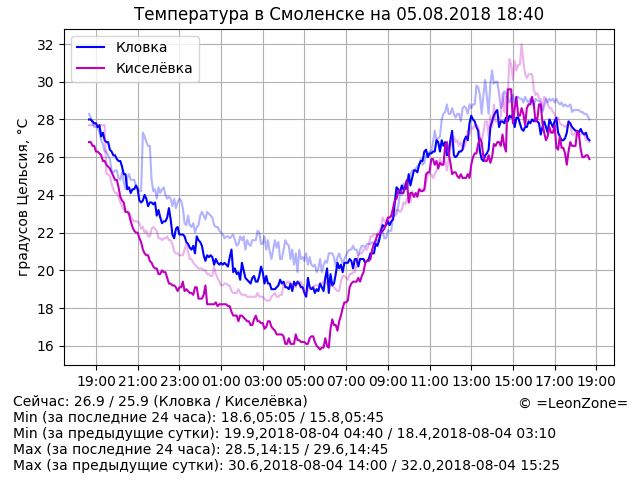 Температура в Смоленске на 05.08.2018 18:40
Кловка
Киселёвка
градусов Цельсия, °C
32
30
28
26
24
22
20
18
16
19:00 21:00 23:00 01:00 03:00 05:00 07:00 09:00 11:00 13:00 15:00 17:00 19:00
Сейчас: 26.9 / 25.9 (Кловка / Киселёвка)
© =LeonZone=
Min (за последние 24 часа): 18.6,05:05 / 15.8,05:45
Min (за предыдущие сутки): 19.9,2018-08-04 04:40 / 18.4,2018-08-04 03:10
Max (за последние 24 часа): 28.5,14:15 / 29.6,14:45
Max (за предыдущие сутки): 30.6,2018-08-04 14:00 / 32.0,2018-08-04 15:25